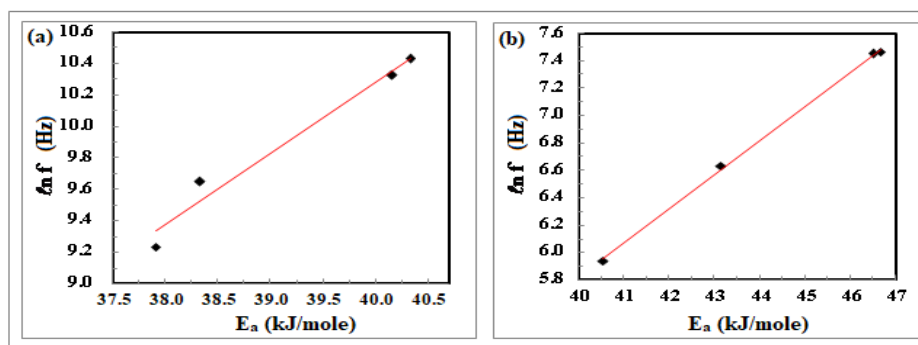 (a)
10.6
10.4
10.2
10.0
9.8
9.6
9.4
9.2
9.0
ℓn f (Hz)
37.5 38.0 39.0 39.5 40.0 40.5
Eₐ (kJ/mole)
(b)
7.6
7.4
7.2
7.0
6.8
6.6
6.4
6.2
6.0
5.8
ℓn f (Hz)
40 41 42 43 44 45 46 47
Eₐ (kJ/mole)